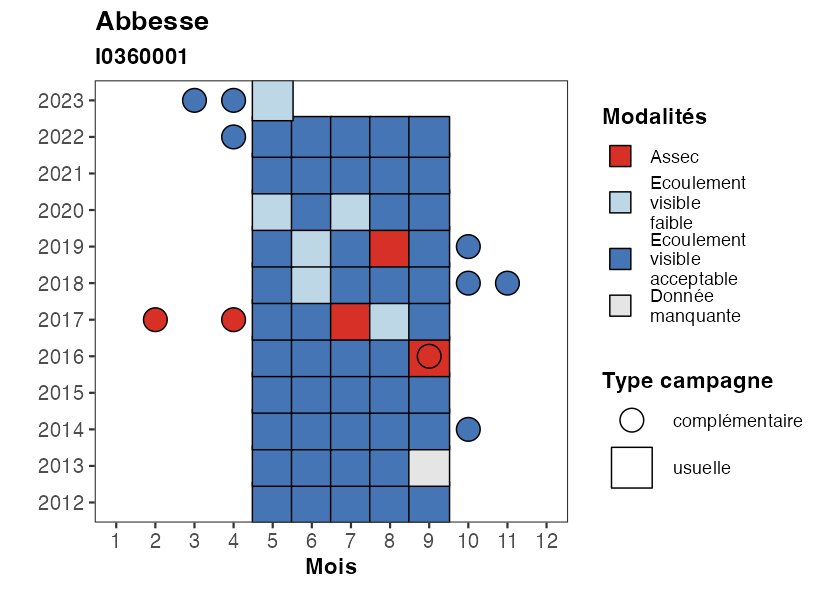 Abbesse
I0360001
2023
2022
2021
2020
2019
2018
2017
2016
2015
2014
2013
2012
1 2 3 4 5 6 7 8 9 10 11 12
Mois
Modalités
Assec
Ecoulement
visible
faible
Ecoulement
visible
acceptable
Donnée
manquante
Type campagne
complémentaire
usuelle